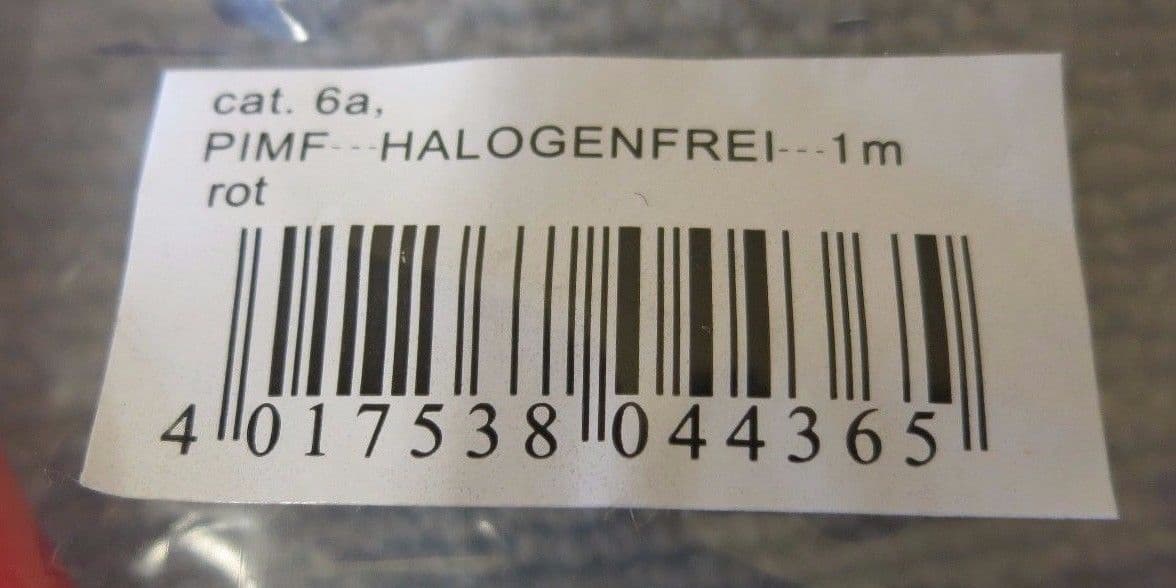 cat. 6a,
PIMF---HALOGENFREI---1m
rot
4 017538 044365